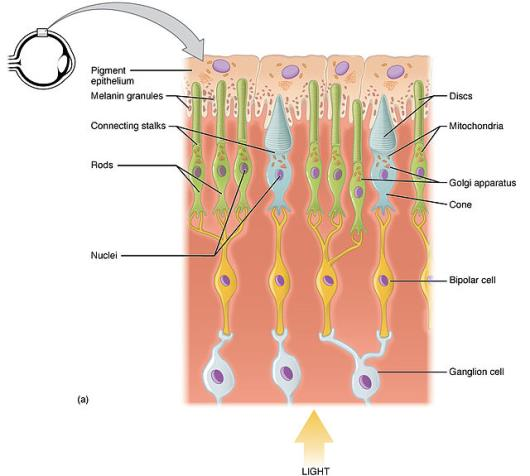 Pigment
epithelium
Melanin granules
Connecting stalks
Rods
Nuclei
Discs
Mitochondria
Golgi apparatus
Cone
Bipolar cell
Ganglion cell
(a)
LIGHT